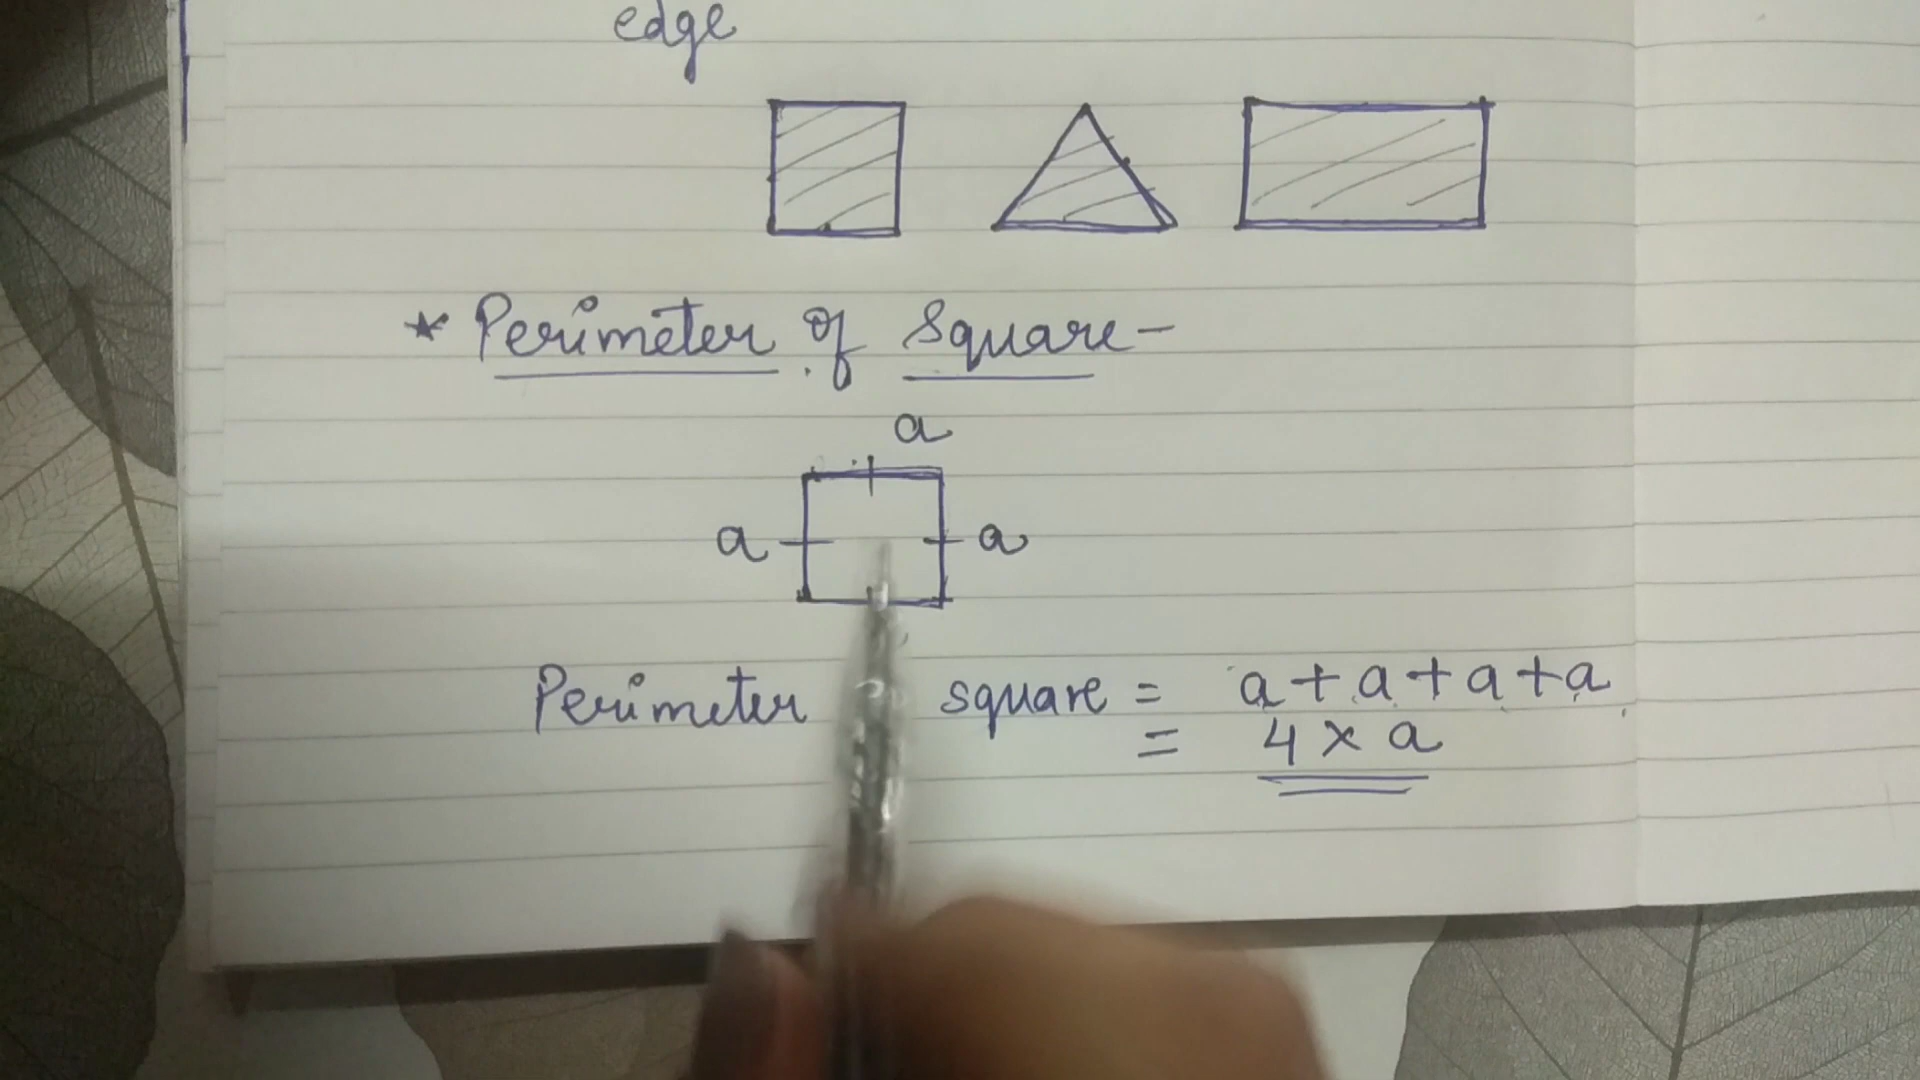 edge
* Perimeter of Square -
a
a a
Perimeter square = a + a + a + a
= 4 × a